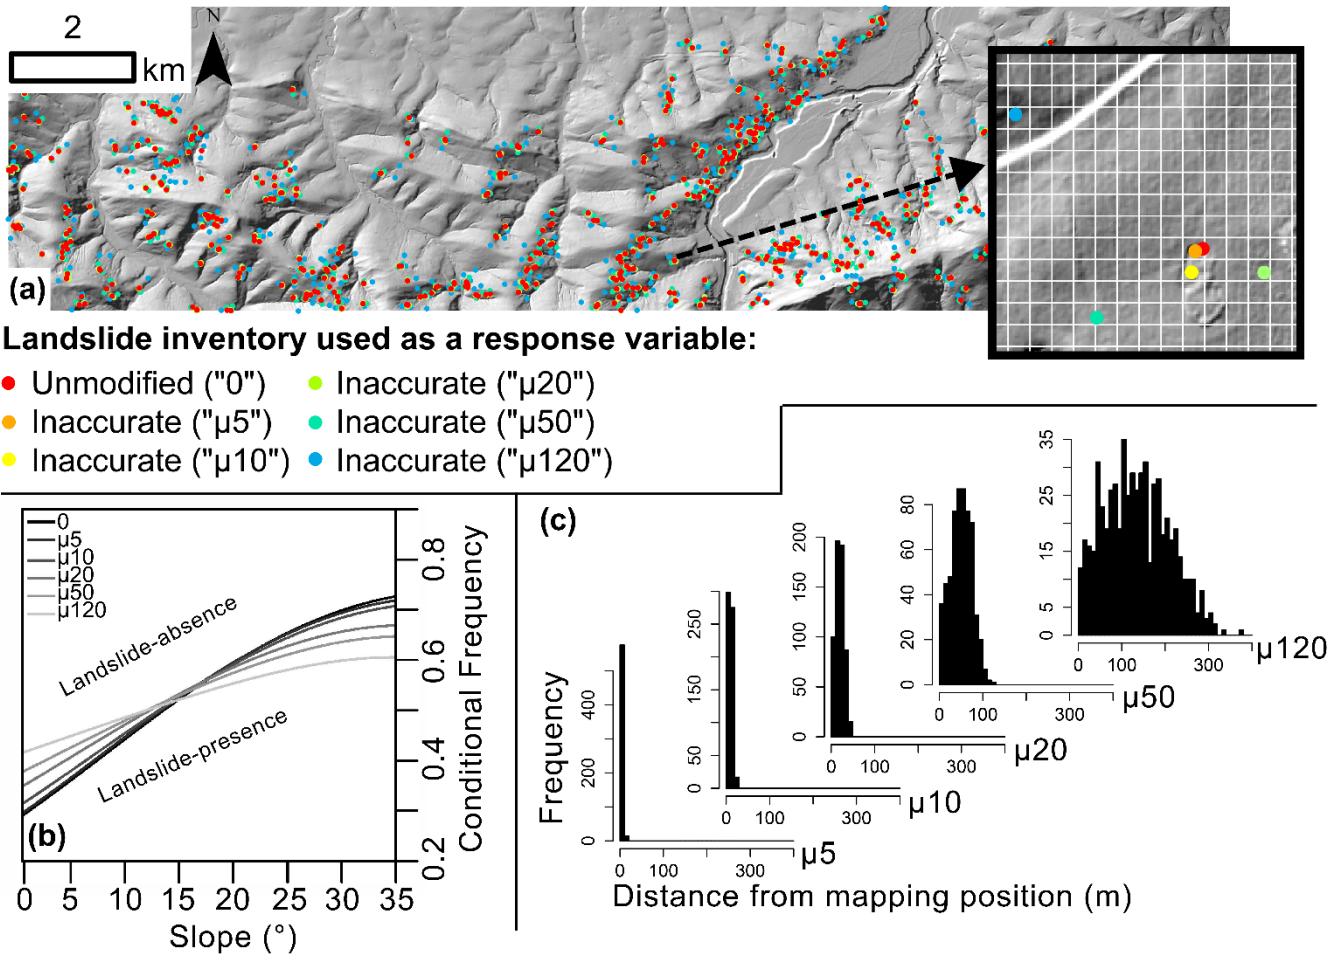 N
2
km
(a)
Landslide inventory used as a response variable:
Unmodified ("0")
Inaccurate ("µ5")
Inaccurate ("µ10")
Inaccurate ("µ20")
Inaccurate ("µ50")
Inaccurate ("µ120")
0
µ5
µ10
µ20
µ50
µ120
Landslide-absence
Landslide-presence
(b)
0.2
0.4
0.6
0.8
Conditional Frequency
0 5 10 15 20 25 30 35
Slope (°)
(c)
Frequency
0
200
400
0 100 300
µ5
0
50
150
250
0 100 300
µ10
0
50
100
150
200
0 100 300
µ20
0
20
40
60
80
0 100 300
µ50
0
5
15
25
35
0 100 300
µ120
Distance from mapping position (m)